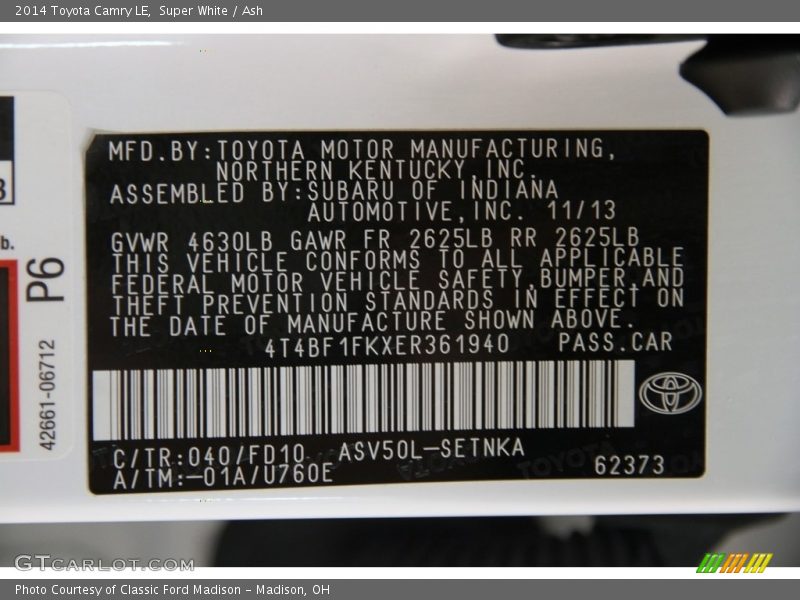 2014 Toyota Camry LE, Super White / Ash
MFD.BY:TOYOTA MOTOR MANUFACTURING,
NORTHERN KENTUCKY,INC.
ASSEMBLED BY:SUBARU OF INDIANA
AUTOMOTIVE,INC. 11/13
GVWR 4630LB GAWR FR 2625LB RR 2625LB
THIS VEHICLE CONFORMS TO ALL APPLICABLE
FEDERAL MOTOR VEHICLE SAFETY,BUMPER,AND
THEFT PREVENTION STANDARDS IN EFFECT ON
THE DATE OF MANUFACTURE SHOWN ABOVE.
4T4BF1FKXER361940 PASS.CAR
C/TR:040/FD10 ASV50L-SETNKA
A/TM:-01A/U760E
62373
P6
42661-06712
GTCARLOT.COM
Photo Courtesy of Classic Ford Madison - Madison, OH